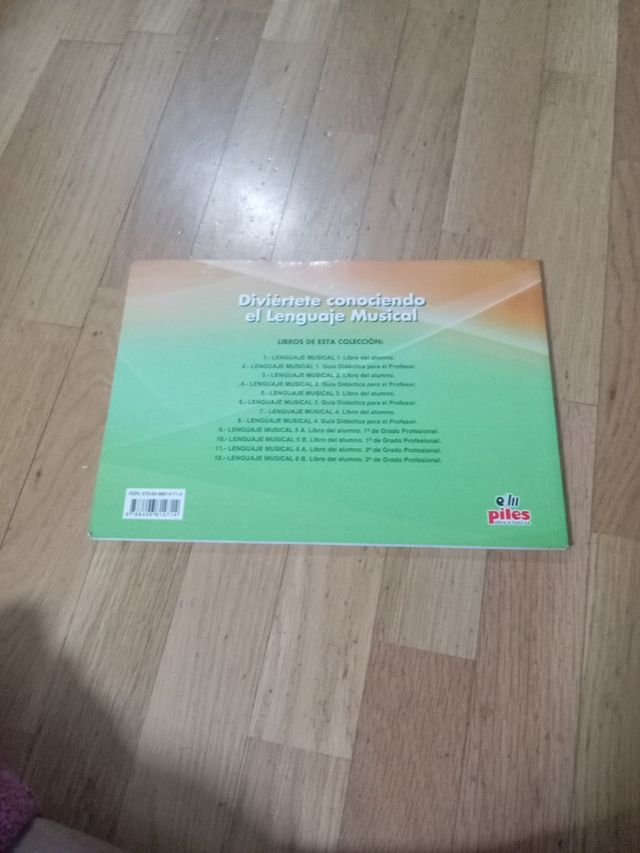 Diviértete conociendo
el Lenguaje Musical
LIBROS DE ESTA COLECCIÓN:
1.- LENGUAJE MUSICAL 1. Libro del alumno.
2.- LENGUAJE MUSICAL 1. Guía Didáctica para el Profesor.
3.- LENGUAJE MUSICAL 2. Libro del alumno.
4.- LENGUAJE MUSICAL 2. Guía Didáctica para el Profesor.
5.- LENGUAJE MUSICAL 3. Libro del alumno.
6.- LENGUAJE MUSICAL 3. Guía Didáctica para el Profesor.
7.- LENGUAJE MUSICAL 4. Libro del alumno.
8.- LENGUAJE MUSICAL 4. Guía Didáctica para el Profesor.
9.- LENGUAJE MUSICAL 5 A. Libro del alumno. 1º de Grado Profesional.
10.- LENGUAJE MUSICAL 5 B. Libro del alumno. 1º de Grado Profesional.
11.- LENGUAJE MUSICAL 6 A. Libro del alumno. 2º de Grado Profesional.
12.- LENGUAJE MUSICAL 6 B. Libro del alumno. 2º de Grado Profesional.
ISBN:
piles